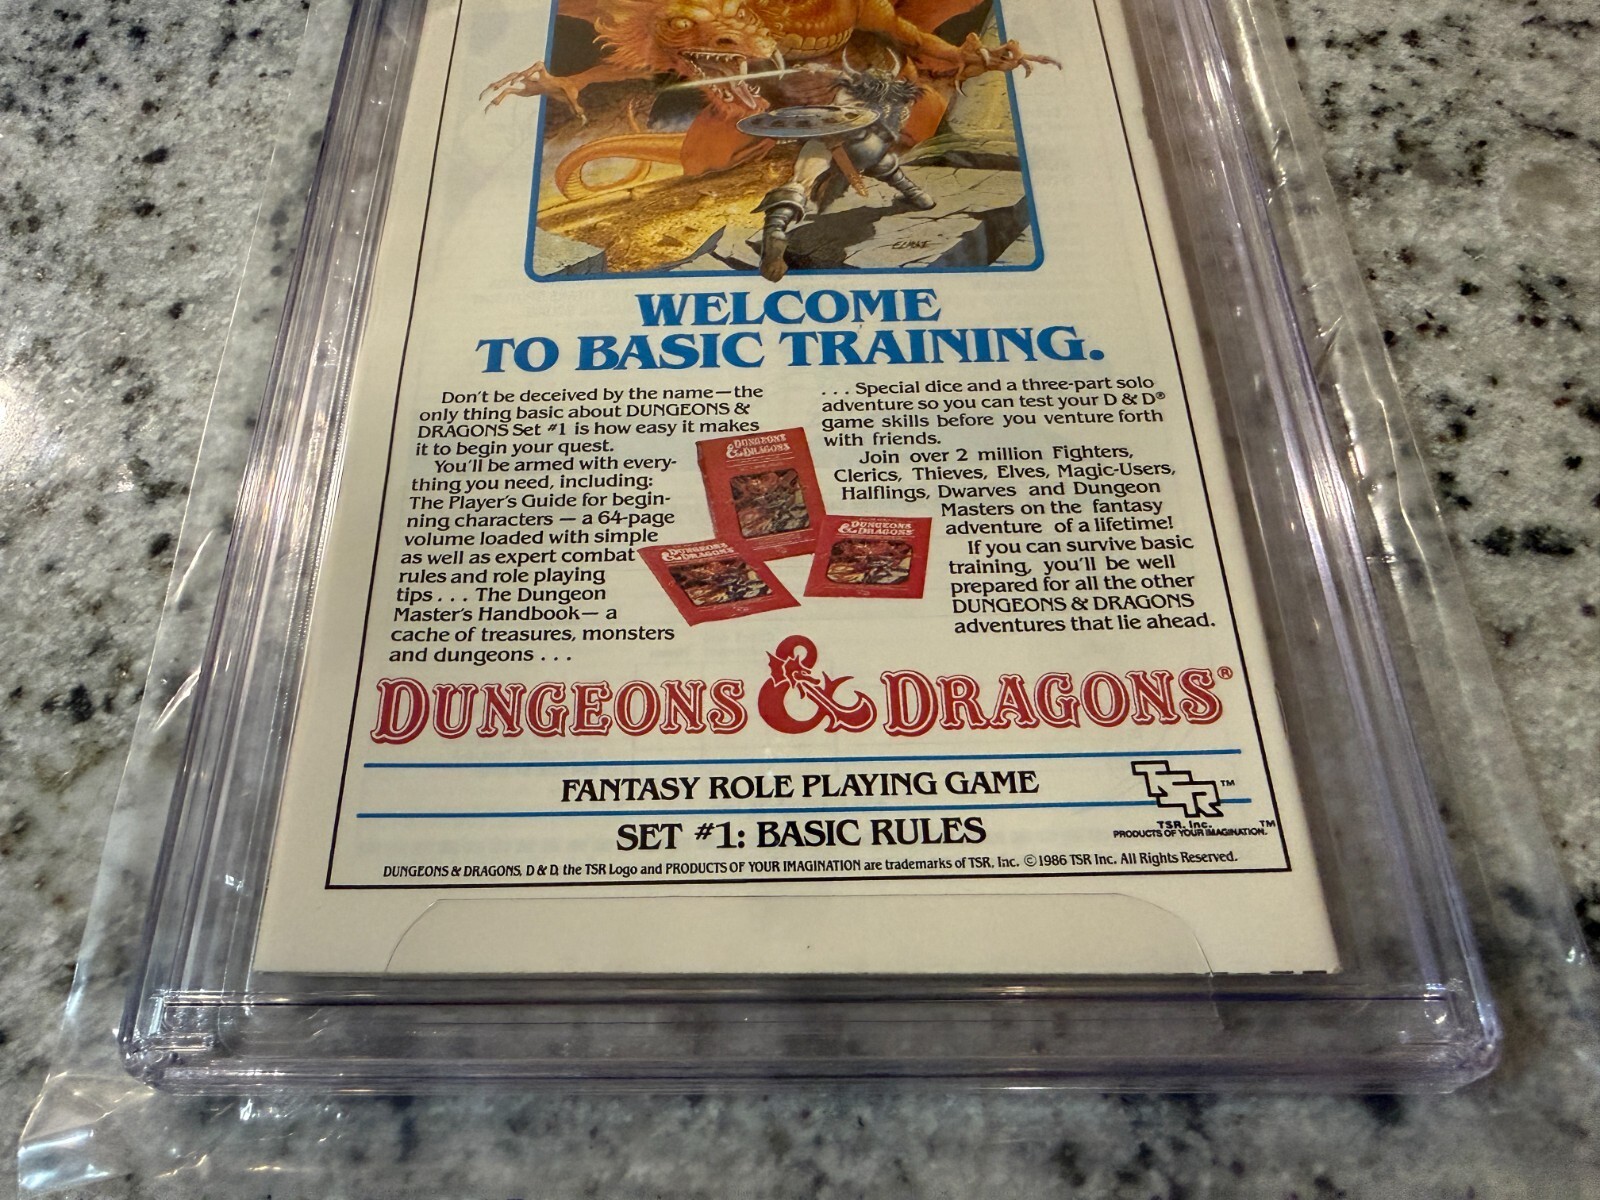 ELMORE
WELCOME
TO BASIC TRAINING.
Don't be deceived by the name—the
only thing basic about DUNGEONS &
DRAGONS Set #1 is how easy it makes
it to begin your quest.
You'll be armed with every-
thing you need, including:
The Player's Guide for begin-
ning characters — a 64-page
volume loaded with simple
as well as expert combat
rules and role playing
tips . . . The Dungeon
Master's Handbook— a
cache of treasures, monsters
and dungeons . . .
. . . Special dice and a three-part solo
adventure so you can test your D & D®
game skills before you venture forth
with friends.
Join over 2 million Fighters,
Clerics, Thieves, Elves, Magic-Users,
Halflings, Dwarves and Dungeon
Masters on the fantasy
adventure of a lifetime!
If you can survive basic
training, you'll be well
prepared for all the other
DUNGEONS & DRAGONS
adventures that lie ahead.
DUNGEONS
& DRAGONS
DUNGEONS
& DRAGONS
DUNGEONS
& DRAGONS
DUNGEONS & DRAGONS®
FANTASY ROLE PLAYING GAME
SET #1: BASIC RULES
TSR™
TSR, Inc.
PRODUCTS OF YOUR IMAGINATION.™
DUNGEONS & DRAGONS, D & D, the TSR Logo and PRODUCTS OF YOUR IMAGINATION are trademarks of TSR, Inc. ©1986 TSR Inc. All Rights Reserved.